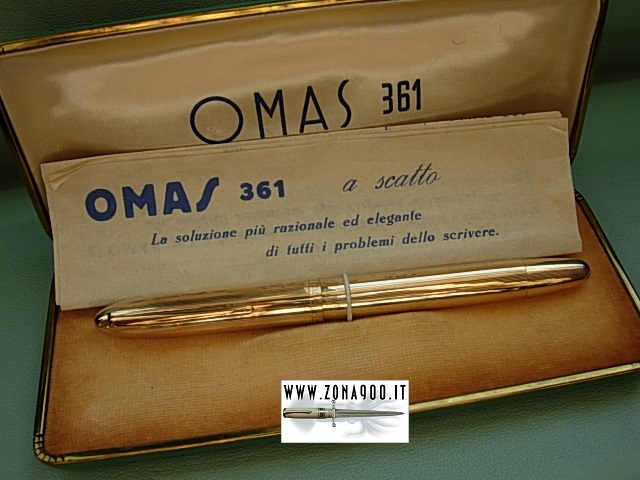 OMAS 361
OMAS 361 a scatto
La soluzione più razionale ed elegante
di tutti i problemi dello scrivere.
WWW.ZONA900.IT